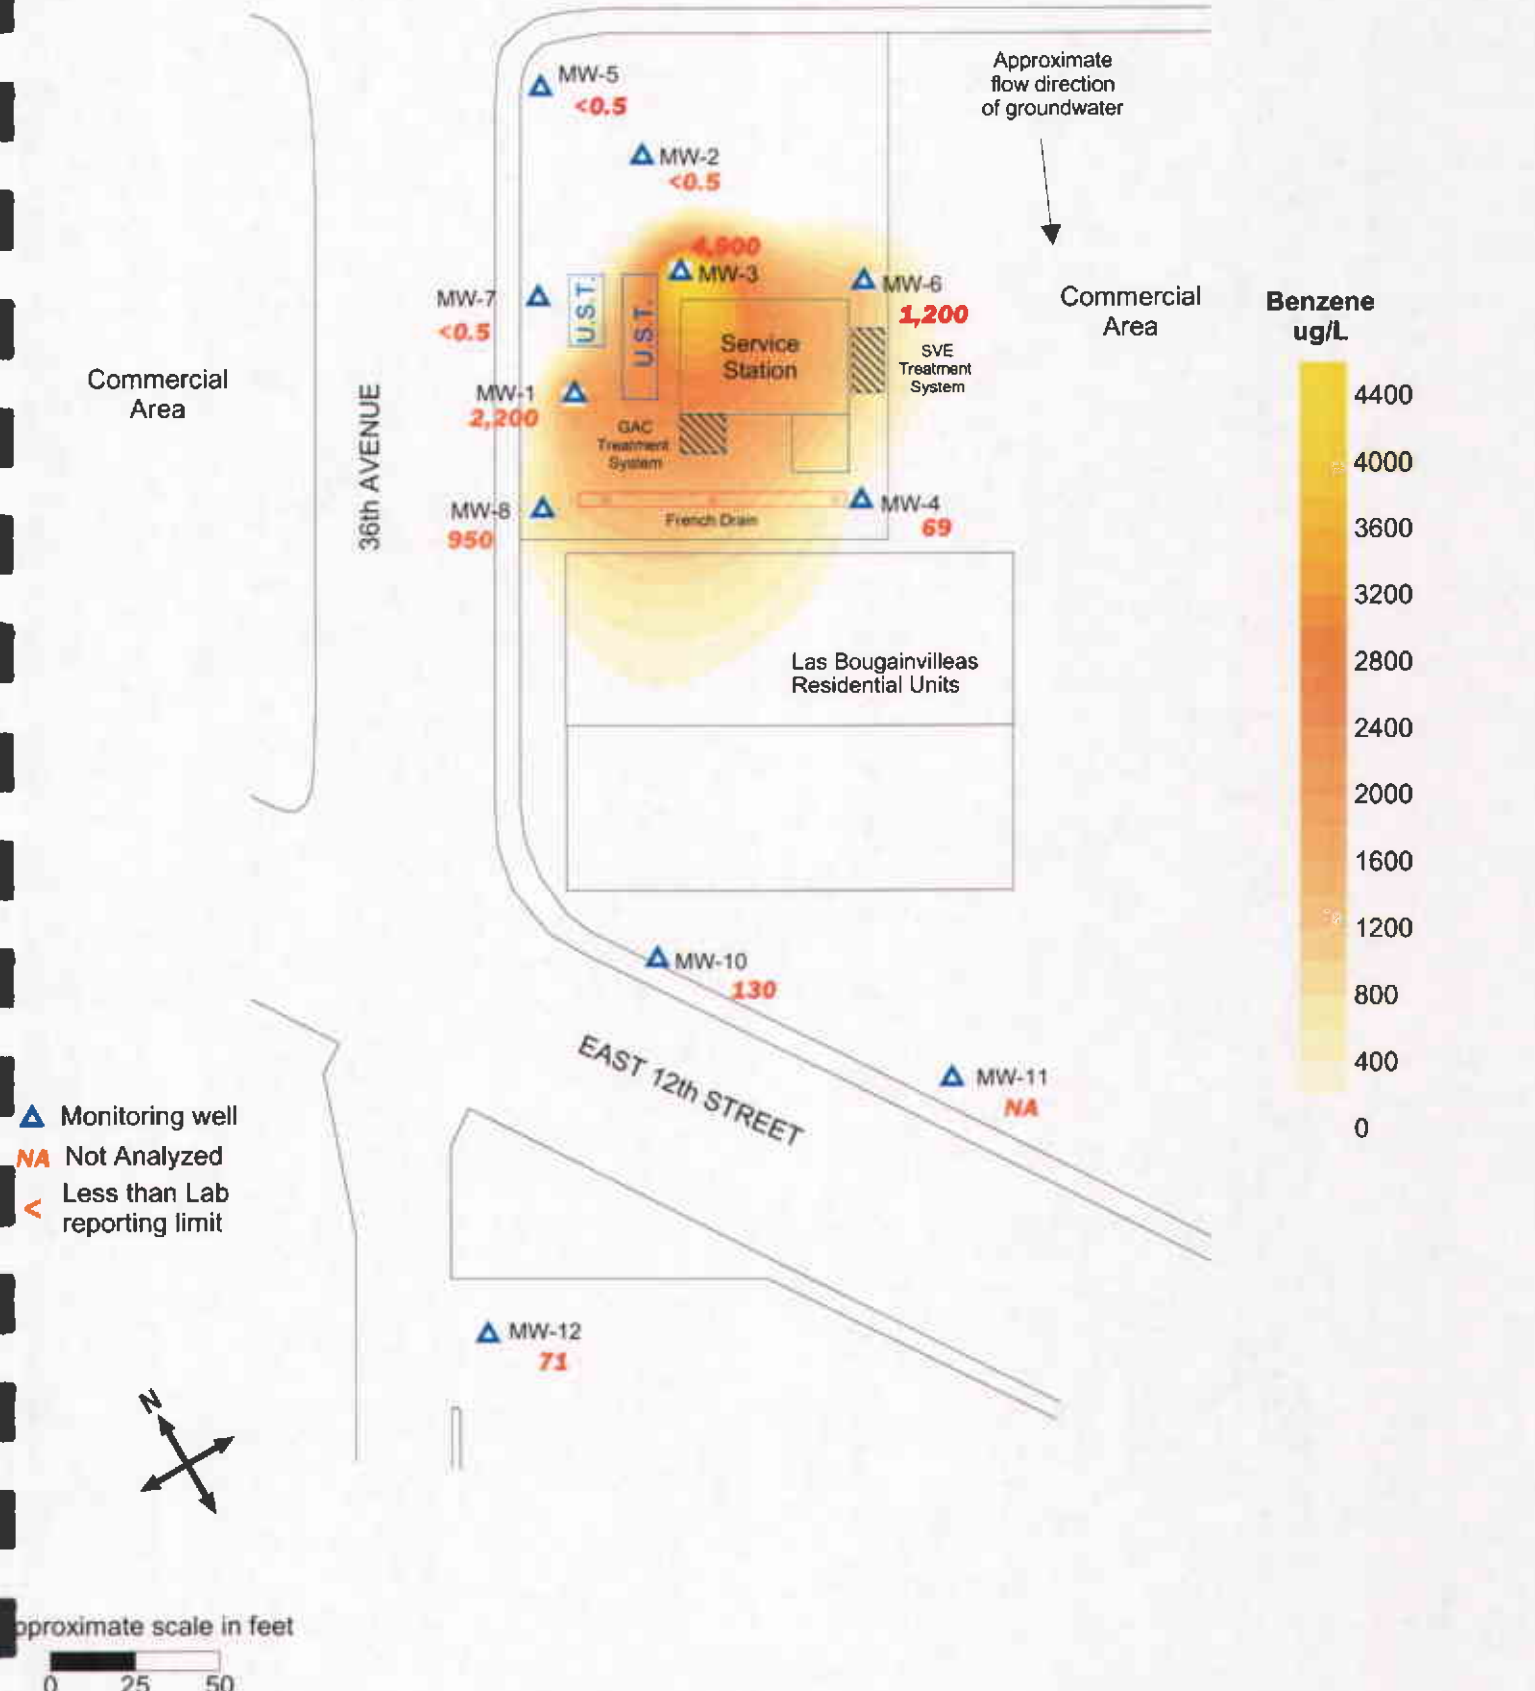 MW-5
<0.5
Approximate
flow direction
of groundwater
MW-2
<0.5
4,900
MW-3
MW-6
1,200
MW-7
<0.5
U.S.T.
U.S.T.
Service
Station
SVE
Treatment
System
Commercial
Area
Benzene
ug/L
Commercial
Area
36th AVENUE
MW-1
2,200
GAC
Treatment
System
MW-8
950
French Drain
MW-4
69
Las Bougainvilleas
Residential Units
4400
4000
3600
3200
2800
2400
2000
1600
1200
800
400
0
MW-10
130
EAST 12th STREET
MW-11
NA
Monitoring well
NA Not Analyzed
< Less than Lab
reporting limit
MW-12
71
N
pproximate scale in feet
0 25 50